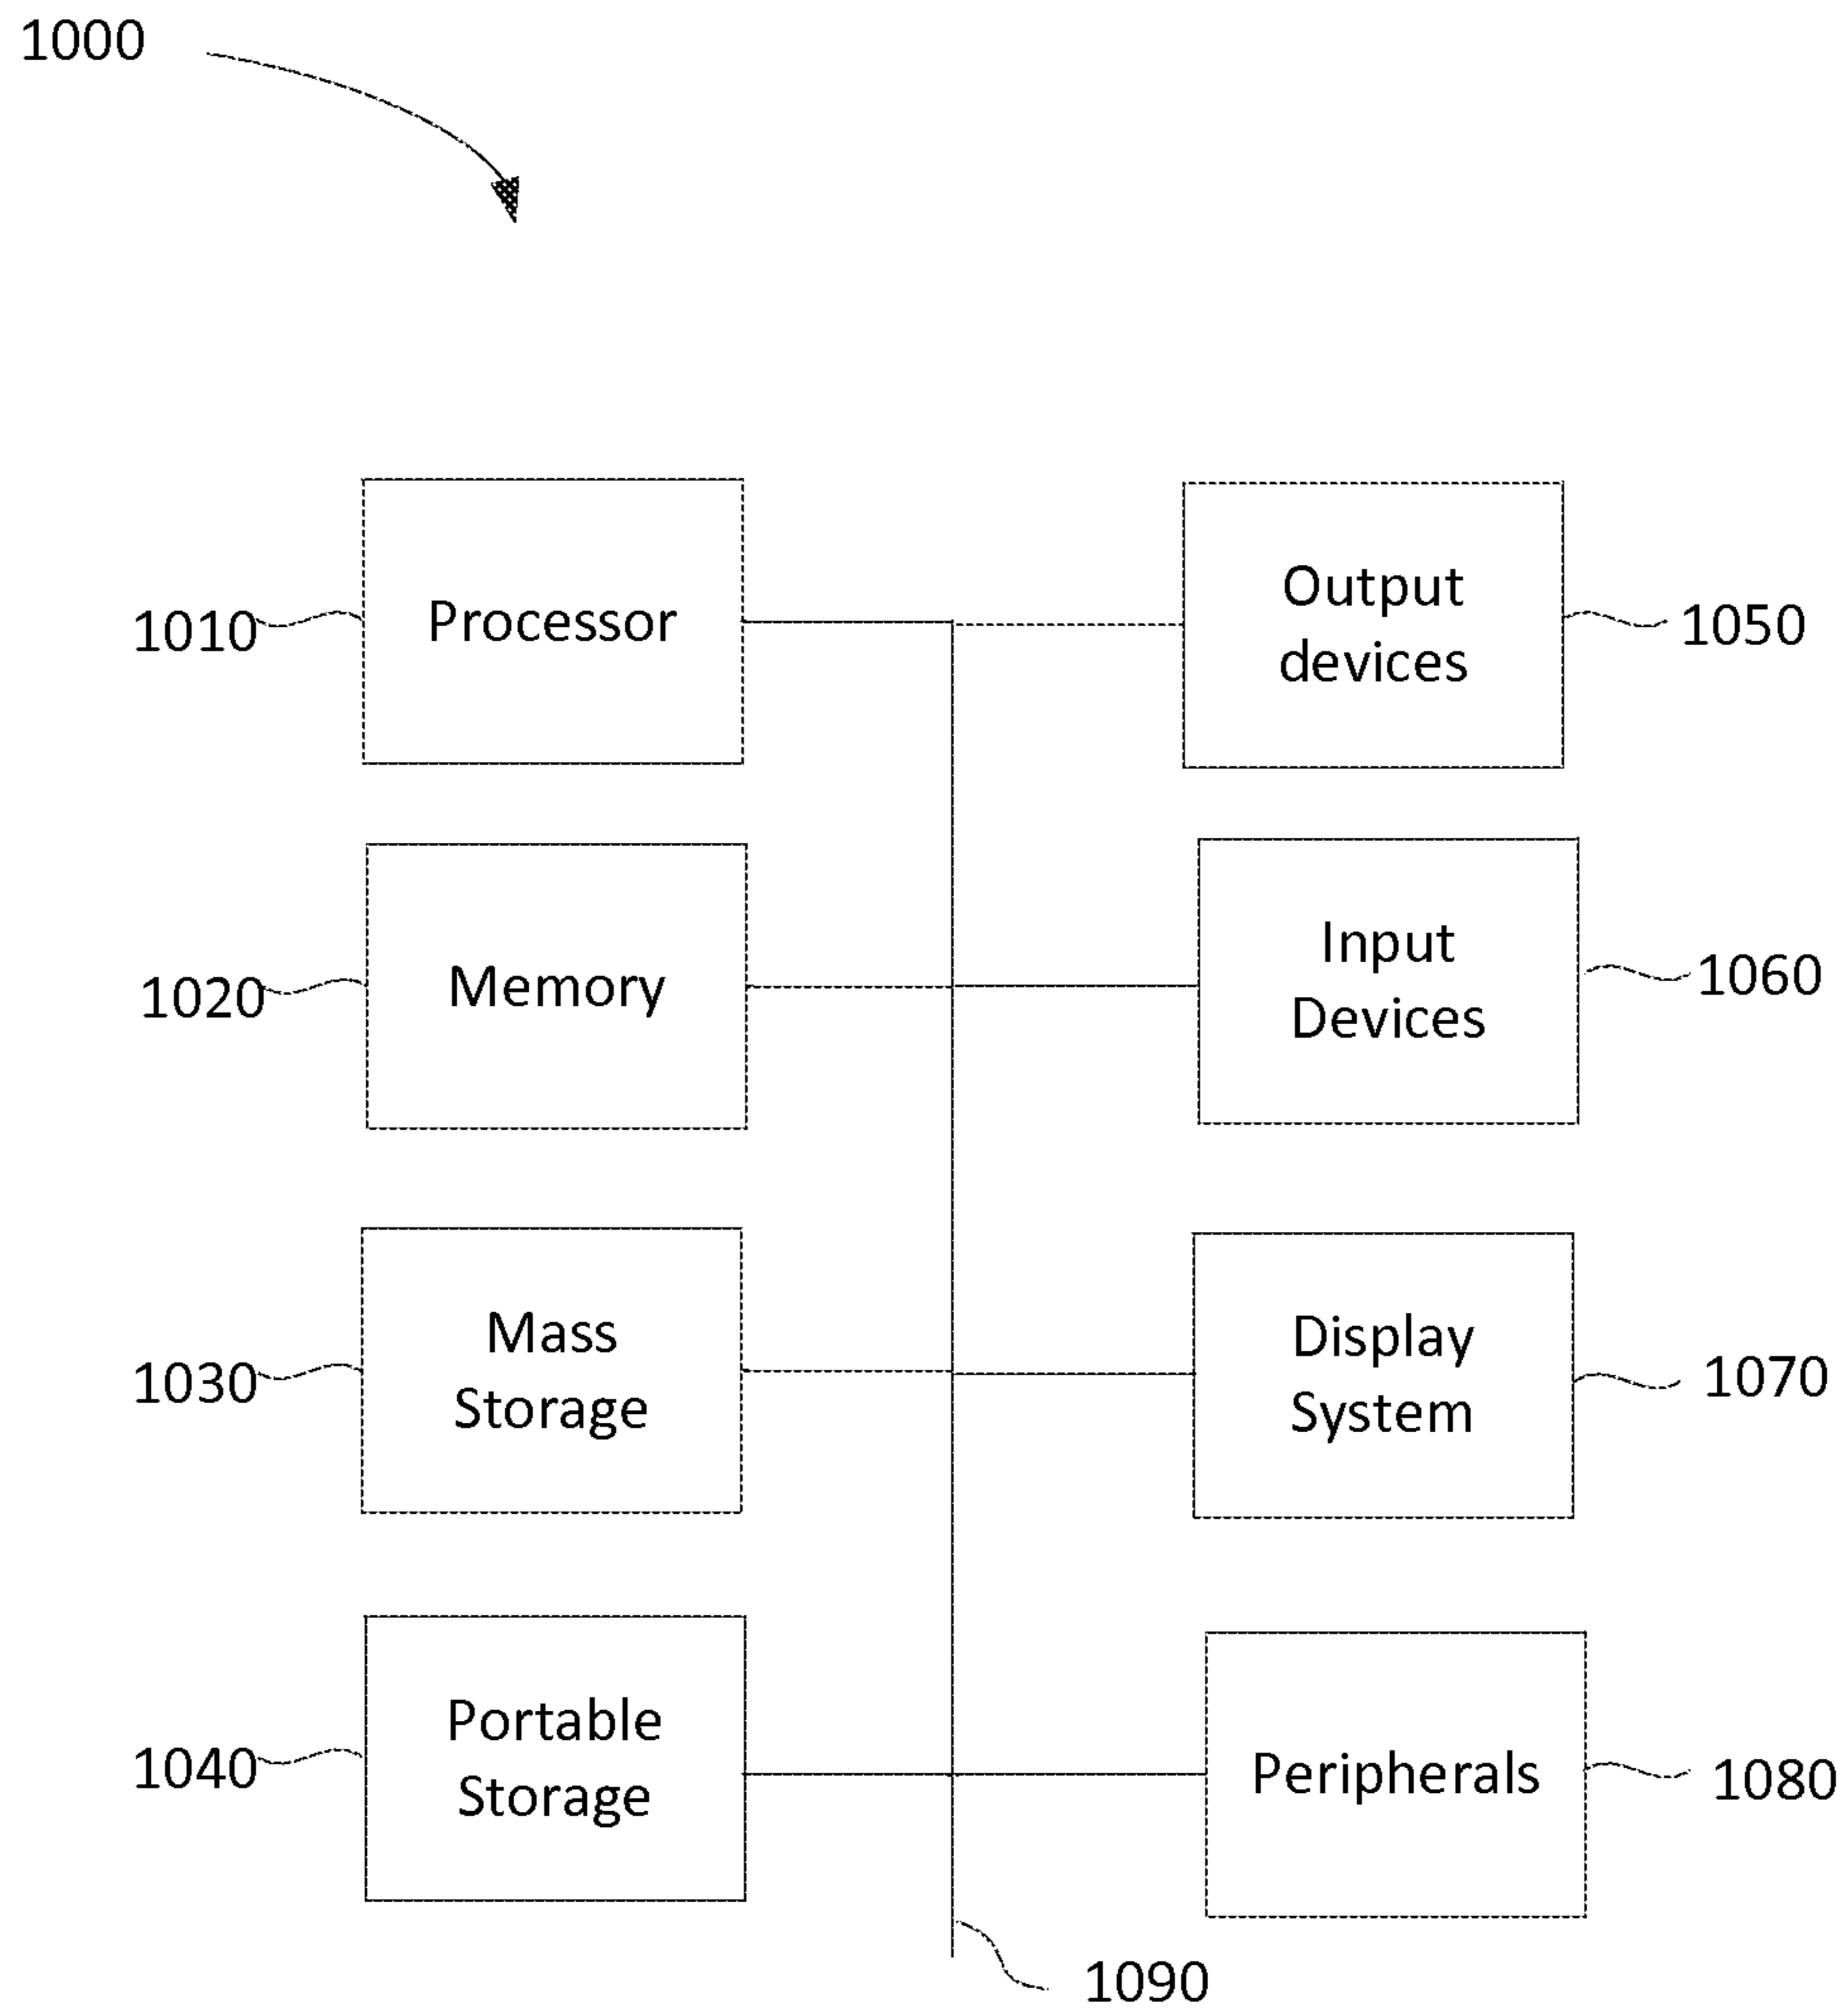 1000
1010
Processor
Output
devices
1050
1020
Memory
Input
Devices
1060
1030
Mass
Storage
Display
System
1070
1040
Portable
Storage
Peripherals
1080
1090